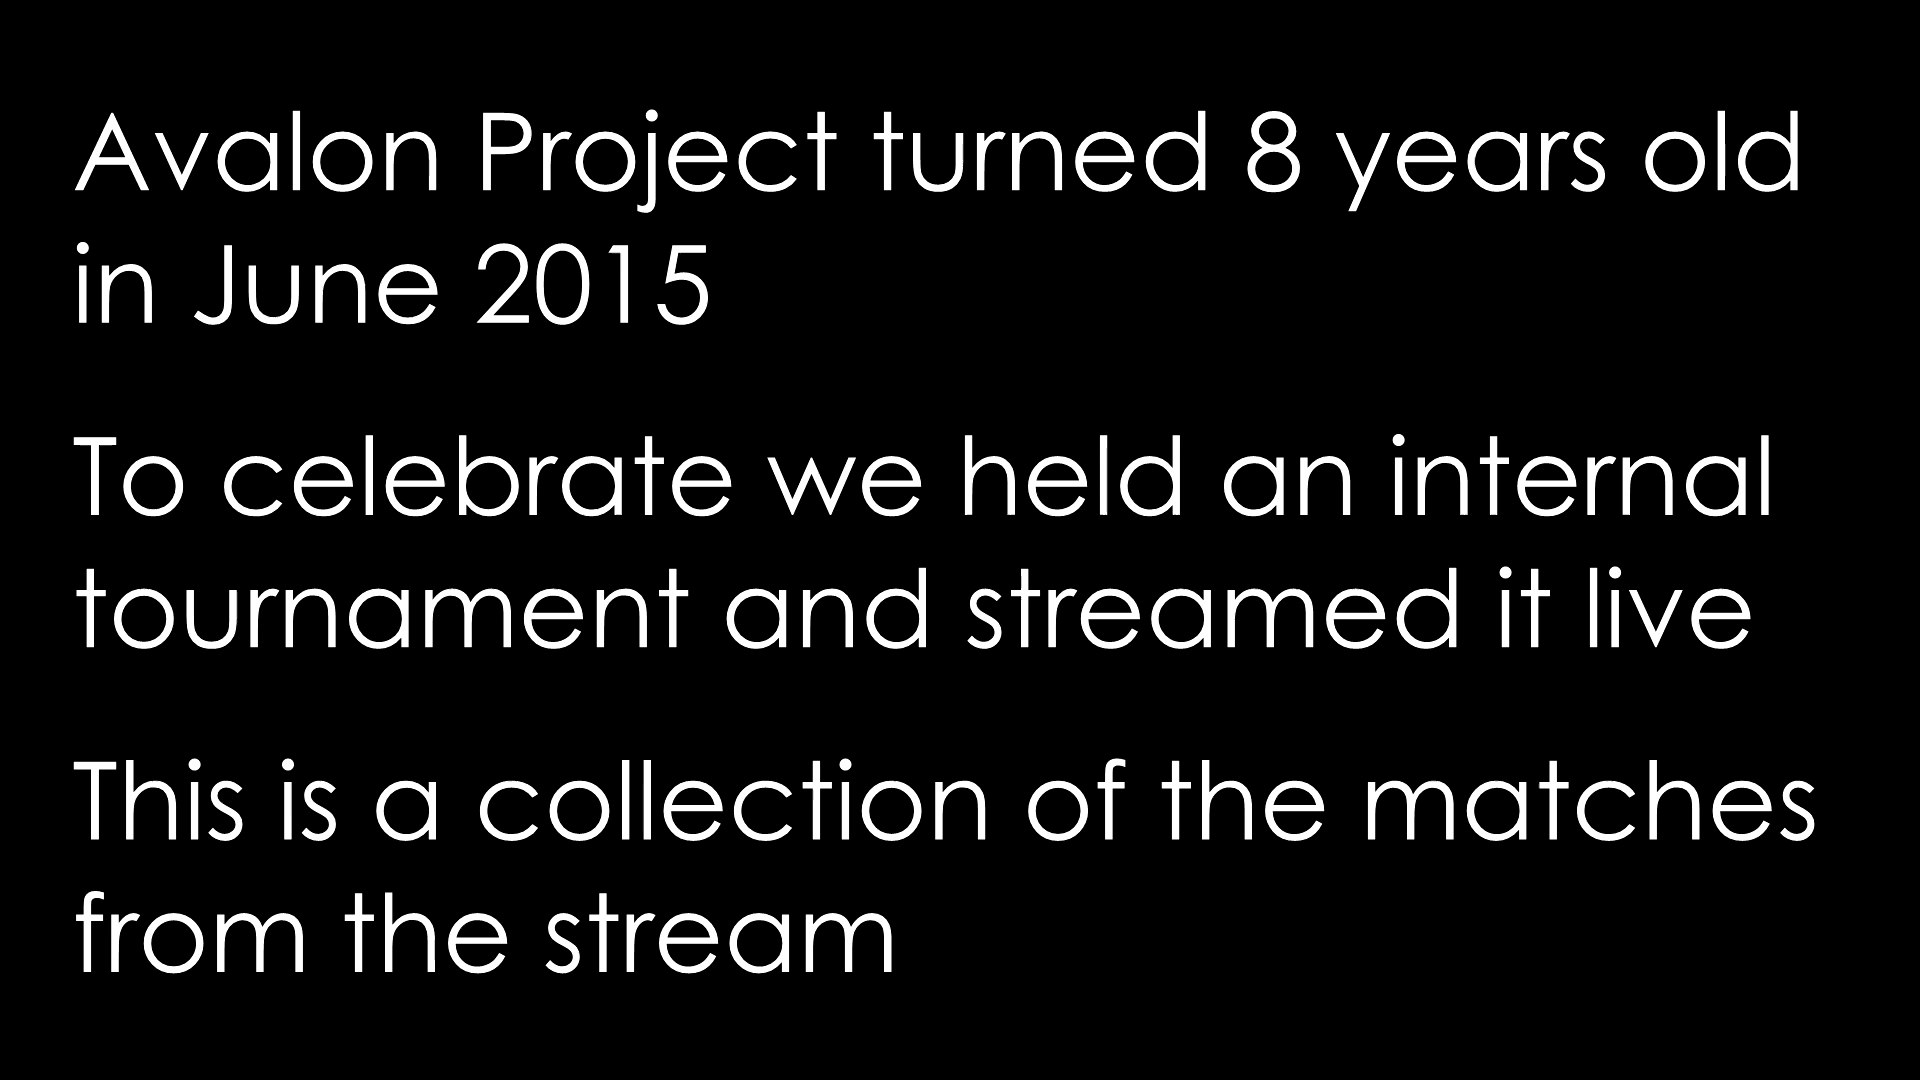 Avalon Project turned 8 years old
in June 2015
To celebrate we held an internal
tournament and streamed it live
This is a collection of the matches
from the stream